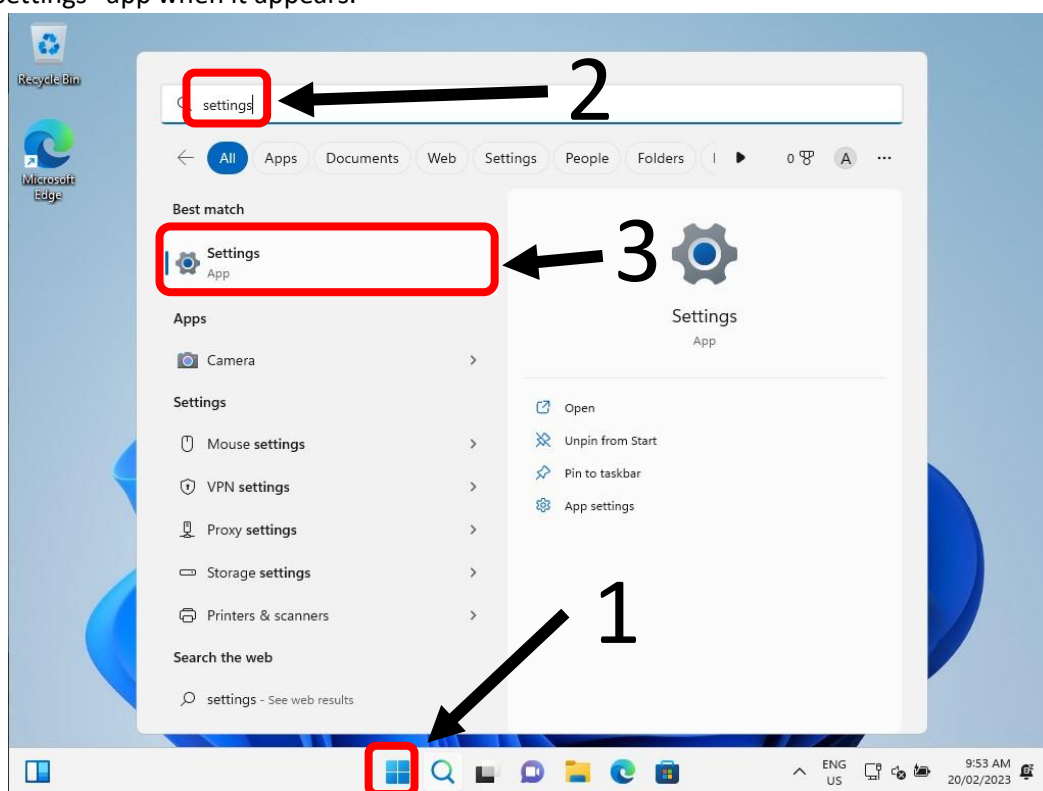 settings" app when it appears.
Recycle Bin
2
settings
All Apps Documents Web Settings People Folders 0 A ...
Microsoft
Edge
Best match
3
Settings
App
Settings
App
Apps
Camera
Settings
Open
Mouse settings
Unpin from Start
VPN settings
Pin to taskbar
App settings
Proxy settings
Storage settings
1
Printers & scanners
Search the web
settings - See web results
ENG
US
9:53 AM
20/02/2023